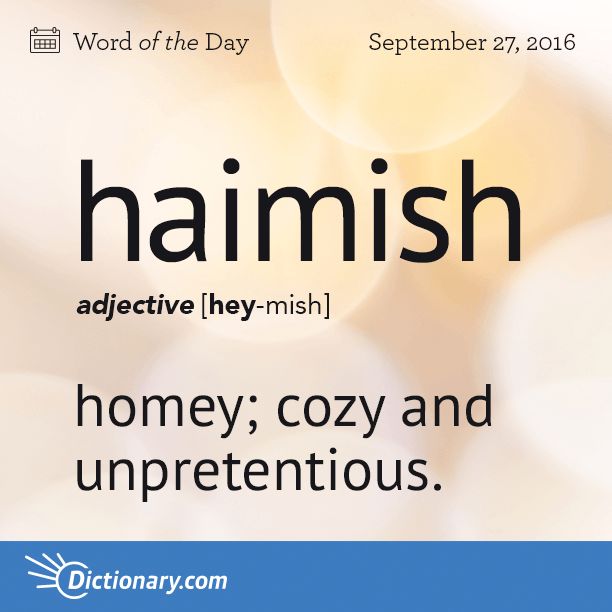 Word of the Day September 27, 2016
haimish
adjective [hey-mish]
homey; cozy and
unpretentious.
Dictionary.com